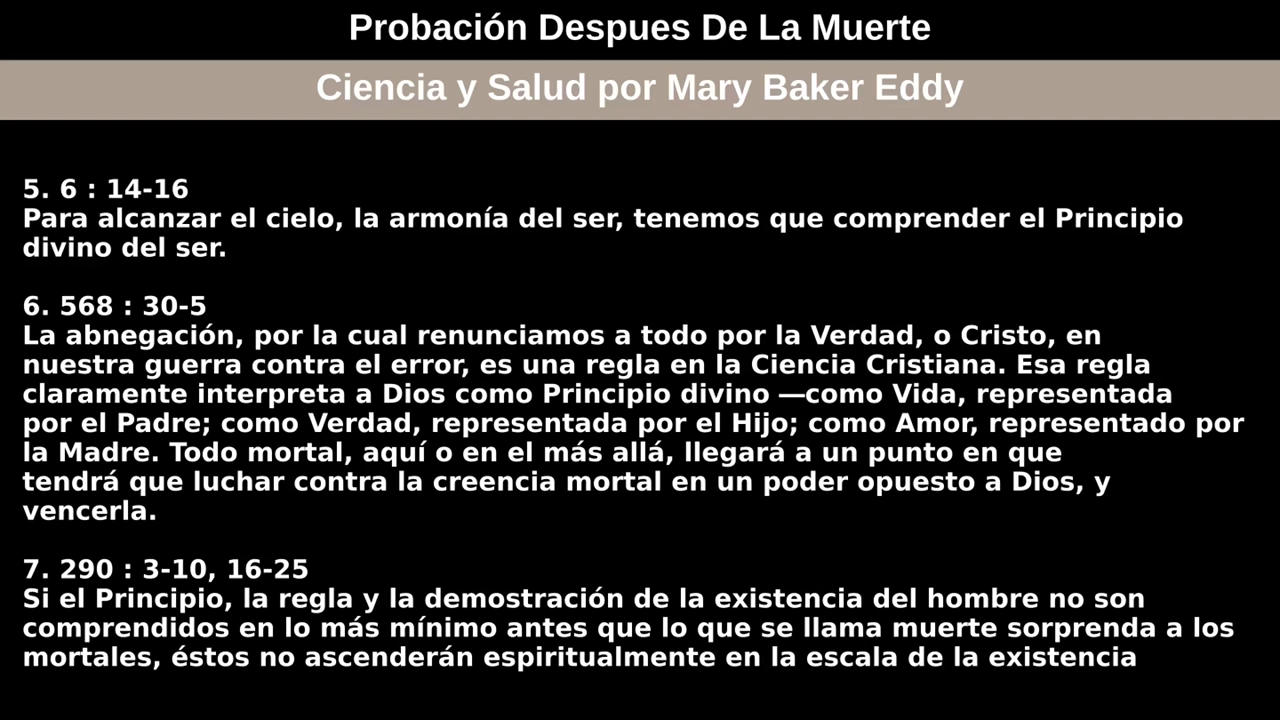 Probación Despues De La Muerte
Ciencia y Salud por Mary Baker Eddy
5. 6 : 14-16
Para alcanzar el cielo, la armonía del ser, tenemos que comprender el Principio
divino del ser.
6. 568 : 30-5
La abnegación, por la cual renunciamos a todo por la Verdad, o Cristo, en
nuestra guerra contra el error, es una regla en la Ciencia Cristiana. Esa regla
claramente interpreta a Dios como Principio divino —como Vida, representada
por el Padre; como Verdad, representada por el Hijo; como Amor, representado por
la Madre. Todo mortal, aquí o en el más allá, llegará a un punto en que
tendrá que luchar contra la creencia mortal en un poder opuesto a Dios, y
vencerla.
7. 290 : 3-10, 16-25
Si el Principio, la regla y la demostración de la existencia del hombre no son
comprendidos en lo más mínimo antes que lo que se llama muerte sorprenda a los
mortales, éstos no ascenderán espiritualmente en la escala de la existencia